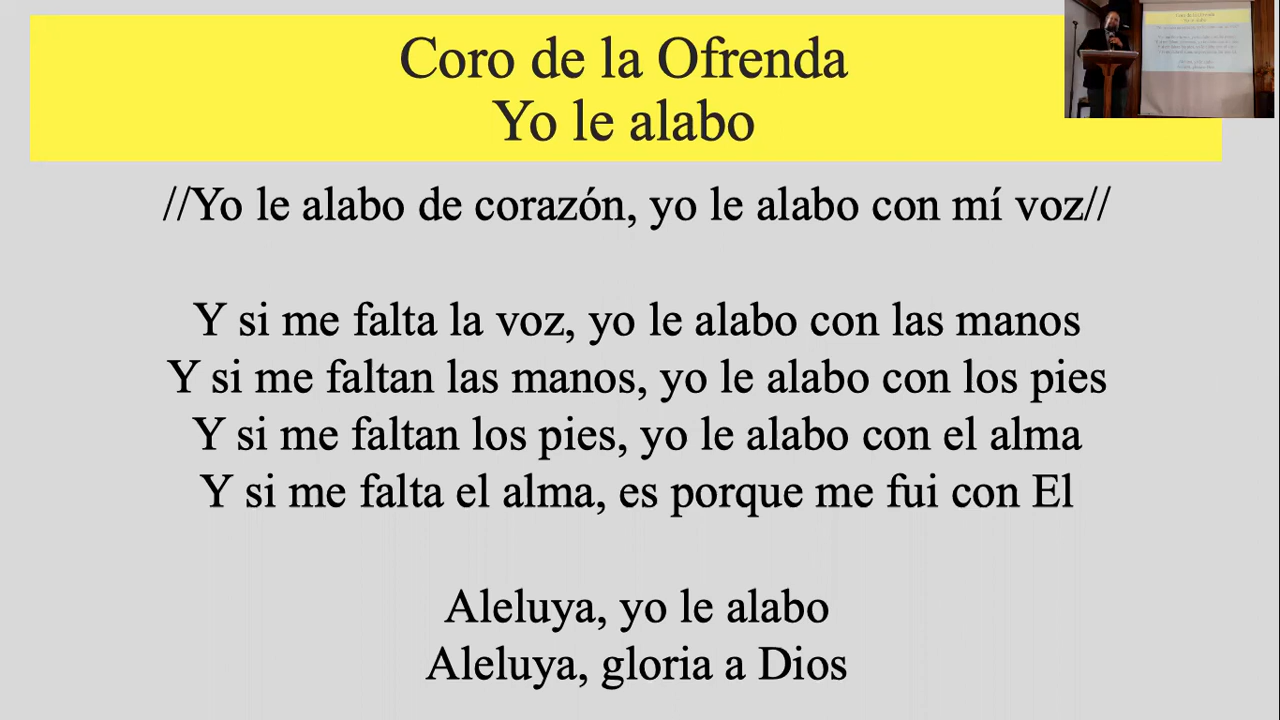 Coro de la Ofrenda
Yo le alabo
//Yo le alabo de corazón, yo le alabo con mí voz//
Y si me falta la voz, yo le alabo con las manos
Y si me faltan las manos, yo le alabo con los pies
Y si me faltan los pies, yo le alabo con el alma
Y si me falta el alma, es porque me fui con El
Aleluya, yo le alabo
Aleluya, gloria a Dios